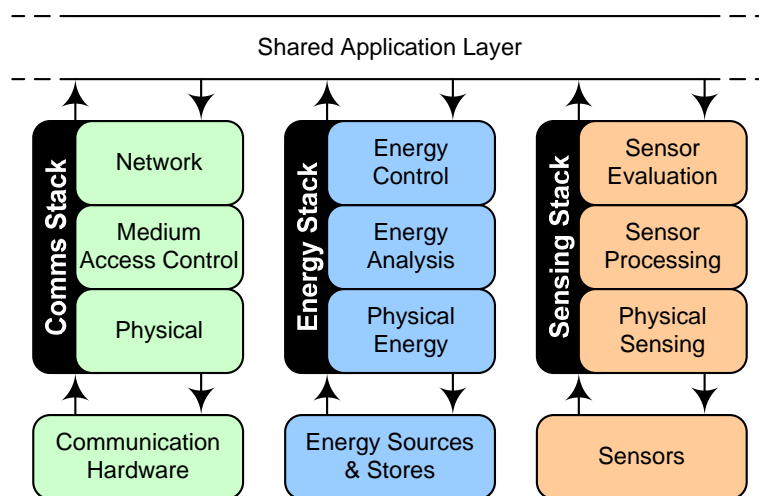 Shared Application Layer
Comms Stack
Network
Medium
Access Control
Physical
Communication
Hardware
Energy Stack
Energy
Control
Energy
Analysis
Physical
Energy
Energy Sources
& Stores
Sensing Stack
Sensor
Evaluation
Sensor
Processing
Physical
Sensing
Sensors